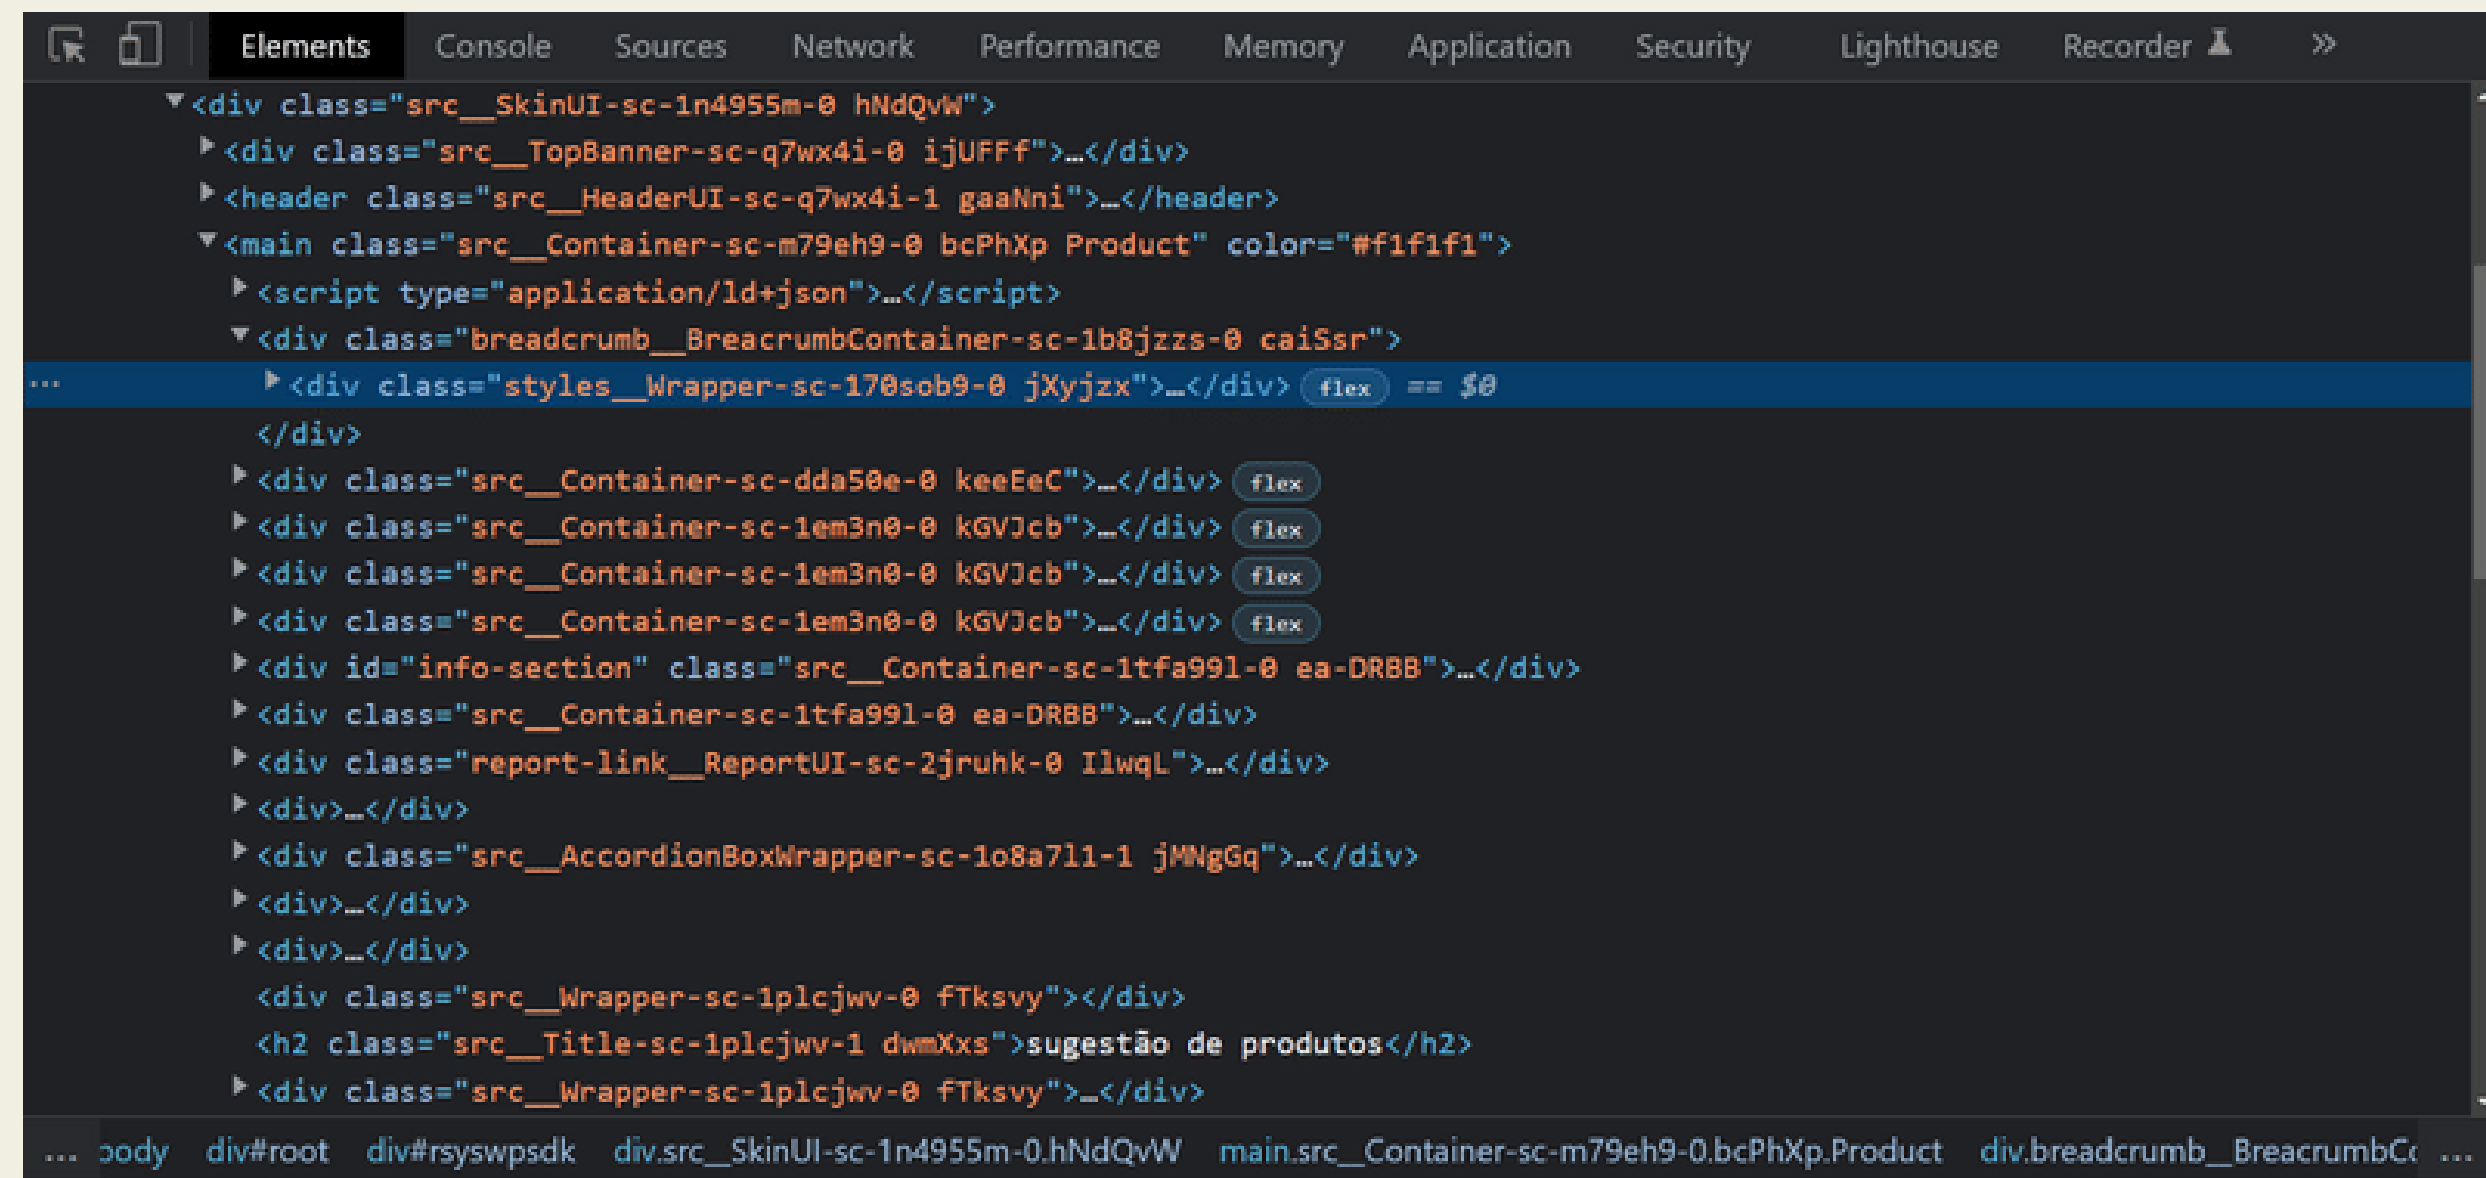 Elements Console Sources Network Performance Memory Application Security Lighthouse Recorder »
<div class="src__SkinUI-sc-1n4955m-0 hNdQvW">
<div class="src__TopBanner-sc-q7wx4i-0 ijUFFf">…</div>
<header class="src__HeaderUI-sc-q7wx4i-1 gaaNni">…</header>
<main class="src__Container-sc-m79eh9-0 bcPhXp Product" color="#f1f1f1">
<script type="application/ld+json">…</script>
<div class="breadcrumb__BreacrumbContainer-sc-1b8jzzs-0 caiSsr">
... <div class="styles__Wrapper-sc-170sob9-0 jXyjzx">…</div> flex == $0
</div>
<div class="src__Container-sc-dda50e-0 keeEeC">…</div> flex
<div class="src__Container-sc-1em3n0-0 kGVJcb">…</div> flex
<div class="src__Container-sc-1em3n0-0 kGVJcb">…</div> flex
<div class="src__Container-sc-1em3n0-0 kGVJcb">…</div> flex
<div id="info-section" class="src__Container-sc-1tfa99l-0 ea-DRBB">…</div>
<div class="src__Container-sc-1tfa99l-0 ea-DRBB">…</div>
<div class="report-link__ReportUI-sc-2jruhk-0 IlwqL">…</div>
<div>…</div>
<div class="src__AccordionBoxWrapper-sc-1o8a7l1-1 jMNgGq">…</div>
<div>…</div>
<div>…</div>
<div class="src__Wrapper-sc-1plcjwv-0 fTksvy"></div>
<h2 class="src__Title-sc-1plcjwv-1 dwmXxs">sugestão de produtos</h2>
<div class="src__Wrapper-sc-1plcjwv-0 fTksvy">…</div>
... body div#root div#rsyswpsdk div.src__SkinUI-sc-1n4955m-0.hNdQvW main.src__Container-sc-m79eh9-0.bcPhXp.Product div.breadcrumb__BreacrumbCo ...